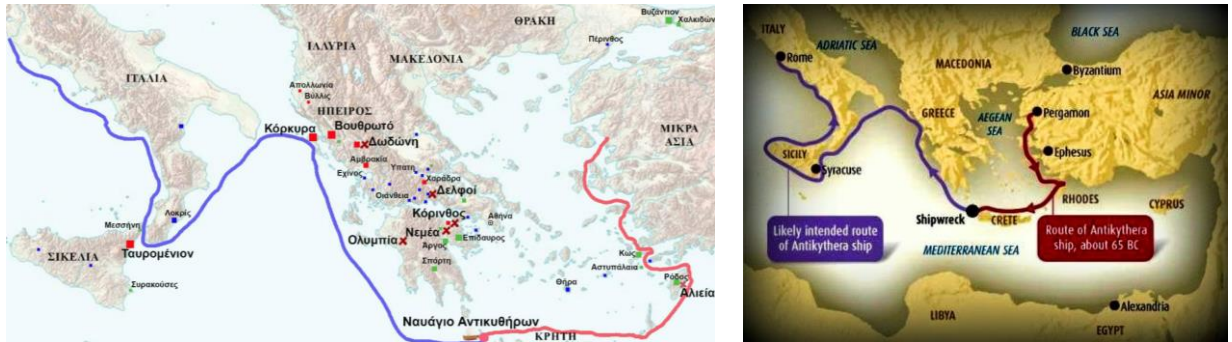 ΘΡΑΚΗ
Βυζάντιον
Χαλκιδών
Πέρινθος
ΙΛΛΥΡΙΑ
ΜΑΚΕΔΟΝΙΑ
ΙΤΑΛΙΑ
Απολλωνία
Βύλλις
ΗΠΕΙΡΟΣ
Κόρκυρα
Βουθρωτό
Δωδώνη
ΜΙΚΡΑ
ΑΣΙΑ
Αμβρακία
Υπατη
Εχίνος
Χαράδρα
Οιάνθεια
Δελφοί
Λοκρίς
Κόρινθος
Αθήνα
Μεσσήνη
Νεμέα
Ταυρομένιον
Ολυμπία
Επίδαυρος
Άργος
ΣΙΚΕΛΙΑ
Σπάρτη
Κως
Αστυπάλαια
Συρακούσες
Θήρα
Ρόδος
Αλιεία
Ναυάγιο Αντικυθήρων
ΚΡΗΤΗ
ITALY
ADRIATIC SEA
BLACK SEA
Rome
MACEDONIA
Byzantium
ASIA MINOR
GREECE
AEGEAN
SEA
Pergamon
SICILY
Ephesus
Syracuse
RHODES
CYPRUS
Shipwreck
CRETE
Likely intended route
of Antikythera ship
Route of Antikythera
ship, about 65 BC
MEDITERRANEAN SEA
Alexandria
LIBYA
EGYPT